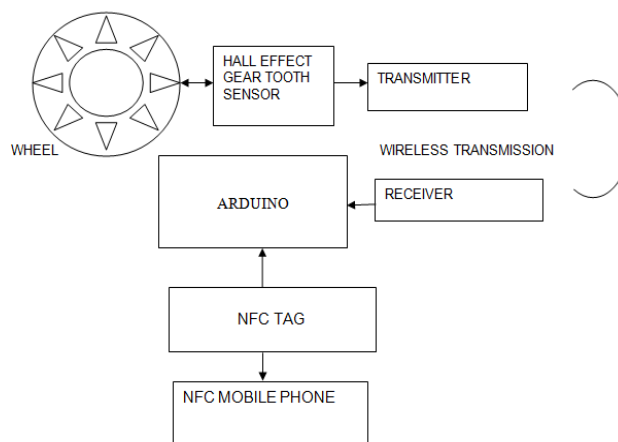 HALL EFFECT
GEAR TOOTH
SENSOR
TRANSMITTER
WHEEL
WIRELESS TRANSMISSION
ARDUINO
RECEIVER
NFC TAG
NFC MOBILE PHONE